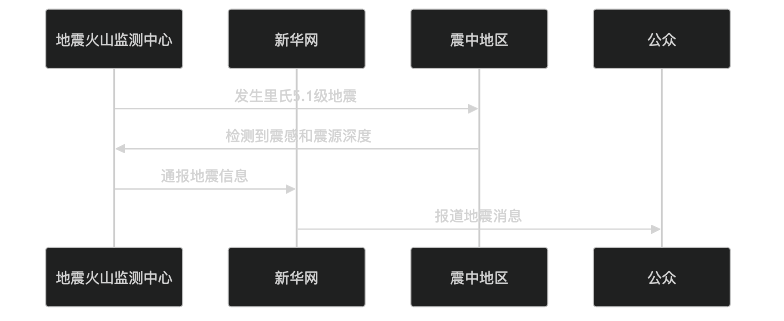 地震火山监测中心 新华网 震中地区 公众
发生里氏5.1级地震
检测到震感和震源深度
通报地震信息
报道地震消息
地震火山监测中心 新华网 震中地区 公众